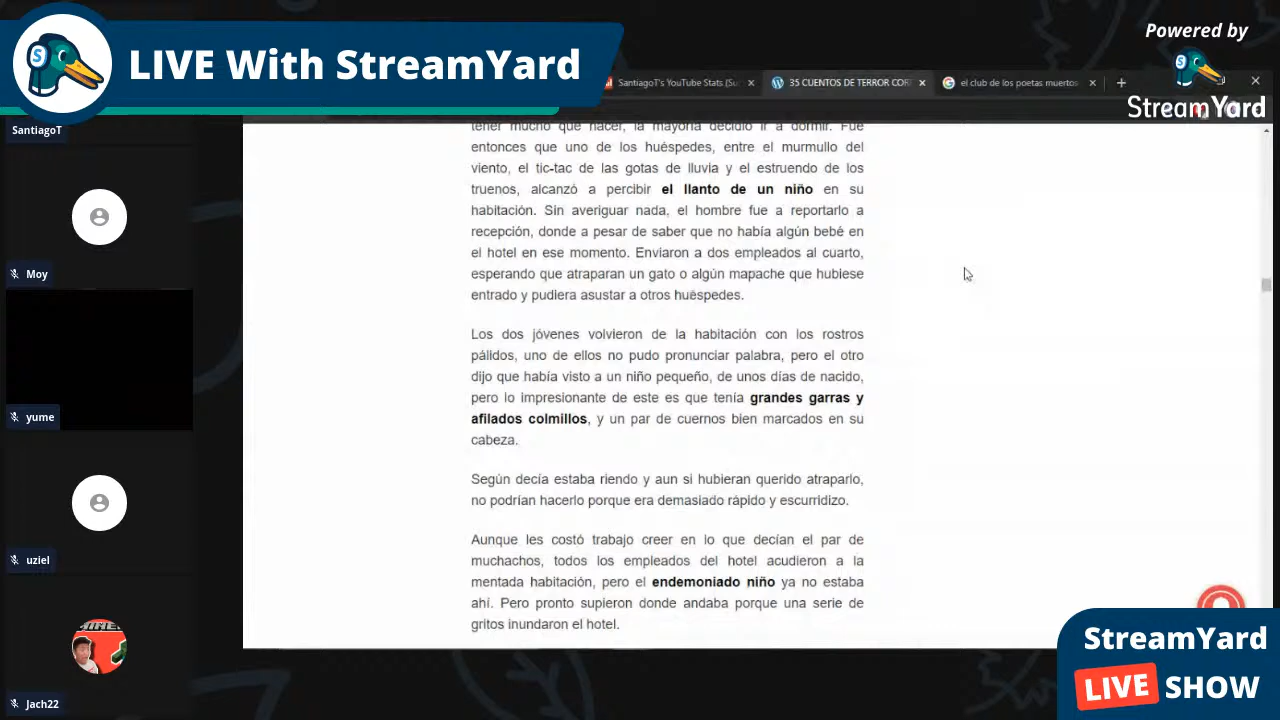 LIVE With StreamYard
Powered by
StreamYard
SantiagoT's YouTube Stats (Su
35 CUENTOS DE TERROR COR
el club de los poetas muertos
SantiagoT
Moy
yume
uziel
Jach22
tener mucho que hacer, la mayoría decidió ir a dormir. Fue
entonces que uno de los huéspedes, entre el murmullo del
viento, el tic-tac de las gotas de lluvia y el estruendo de los
truenos, alcanzó a percibir el llanto de un niño en su
habitación. Sin averiguar nada, el hombre fue a reportarlo a
recepción, donde a pesar de saber que no había algún bebé en
el hotel en ese momento. Enviaron a dos empleados al cuarto,
esperando que atraparan un gato o algún mapache que hubiese
entrado y pudiera asustar a otros huéspedes.
Los dos jóvenes volvieron de la habitación con los rostros
pálidos, uno de ellos no pudo pronunciar palabra, pero el otro
dijo que había visto a un niño pequeño, de unos días de nacido,
pero lo impresionante de este es que tenía grandes garras y
afilados colmillos, y un par de cuernos bien marcados en su
cabeza.
Según decía estaba riendo y aun si hubieran querido atraparlo,
no podrían hacerlo porque era demasiado rápido y escurridizo.
Aunque les costó trabajo creer en lo que decían el par de
muchachos, todos los empleados del hotel acudieron a la
mentada habitación, pero el endemoniado niño ya no estaba
ahí. Pero pronto supieron donde andaba porque una serie de
gritos inundaron el hotel.
StreamYard
LIVE SHOW